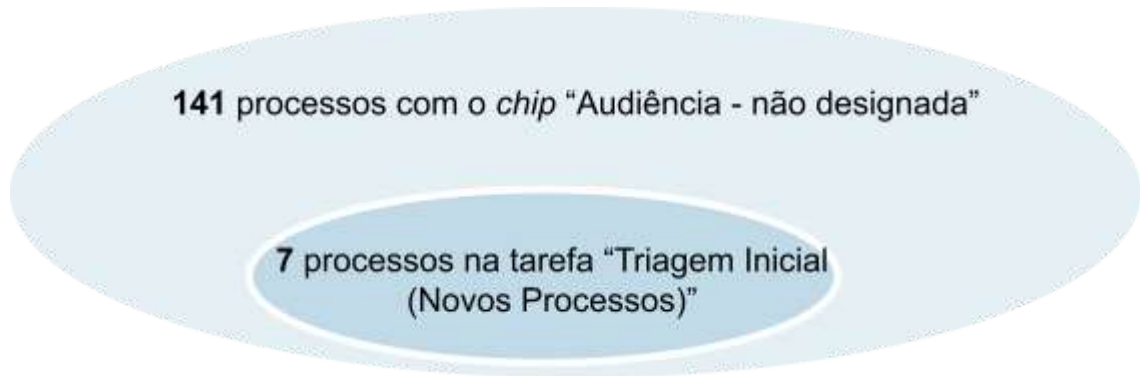 141 processos com o chip “Audiência - não designada”
7 processos na tarefa “Triagem Inicial
(Novos Processos)”